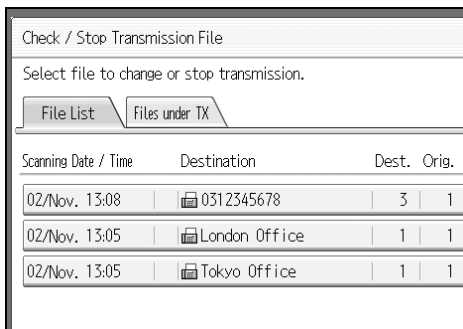 Check / Stop Transmission File
Select file to change or stop transmission.
File List Files under TX
Scanning Date / Time Destination Dest. Orig.
02/Nov. 13:08 0312345678 3 1
02/Nov. 13:05 London Office 1 1
02/Nov. 13:05 Tokyo Office 1 1